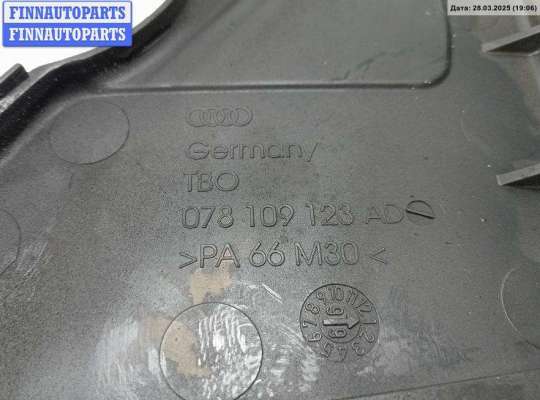 FINNAUTOPARTS
FINNAUTOPARTS
Дата: 28.03.2025 (19:06)
Germany
TBO
078 109 123 AD
>PA 66 M30<